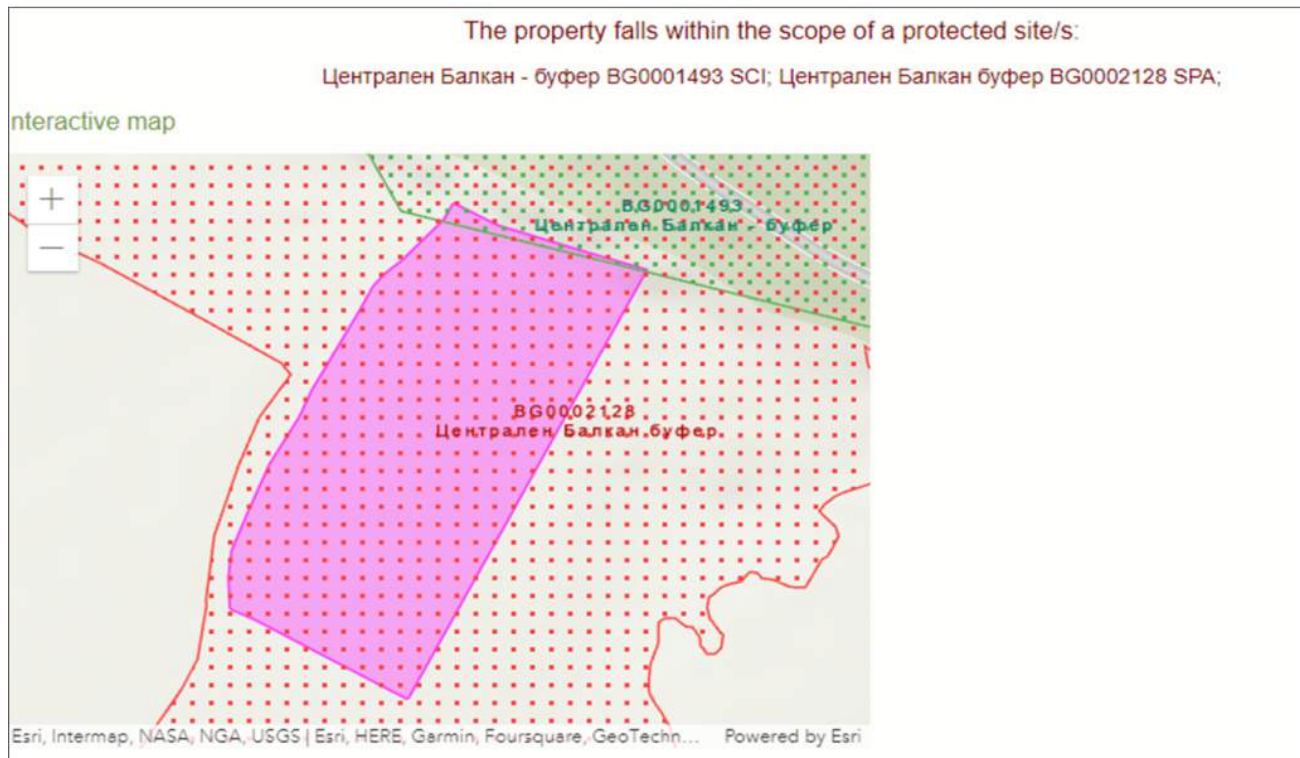 The property falls within the scope of a protected site/s:
Централен Балкан - буфер BG0001493 SCI; Централен Балкан буфер BG0002128 SPA;
nteractive map
+
−
BG0001493
Централен Балкан - буфер
BG0002128
Централен Балкан буфер
Esri, Intermap, NASA, NGA, USGS | Esri, HERE, Garmin, Foursquare, GeoTechn... Powered by Esri